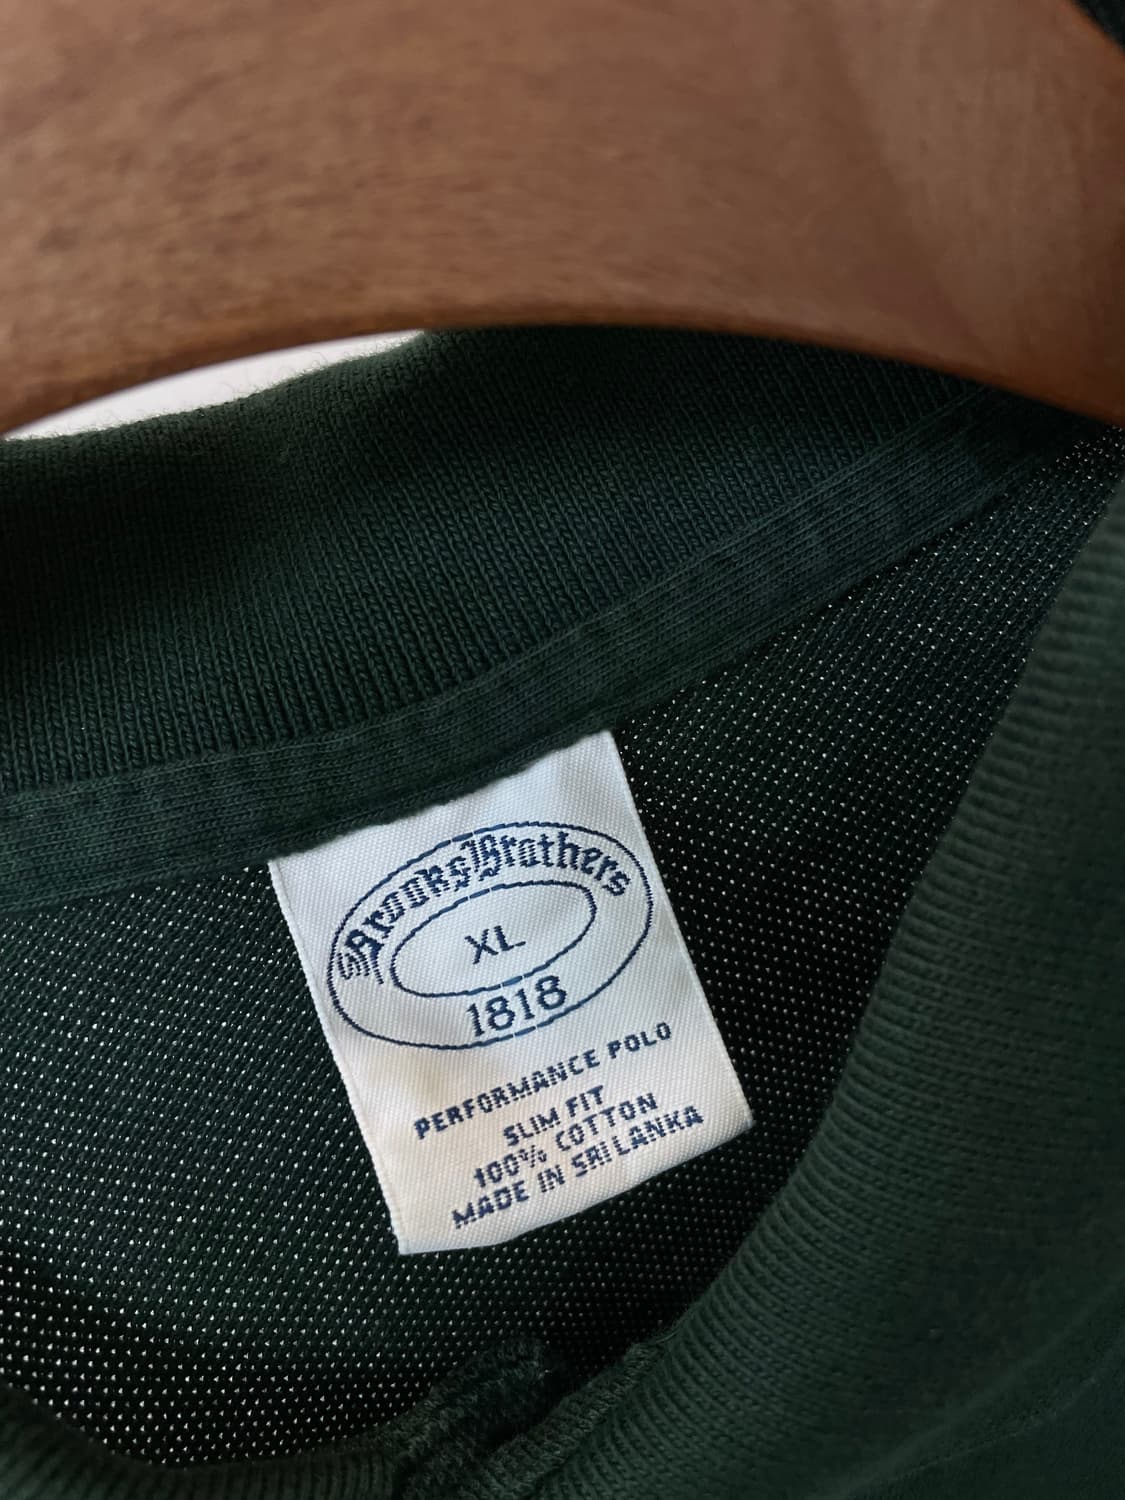 Brooks Brothers
XL
1818
PERFORMANCE POLO
SLIM FIT
100% COTTON
MADE IN SRI LANKA